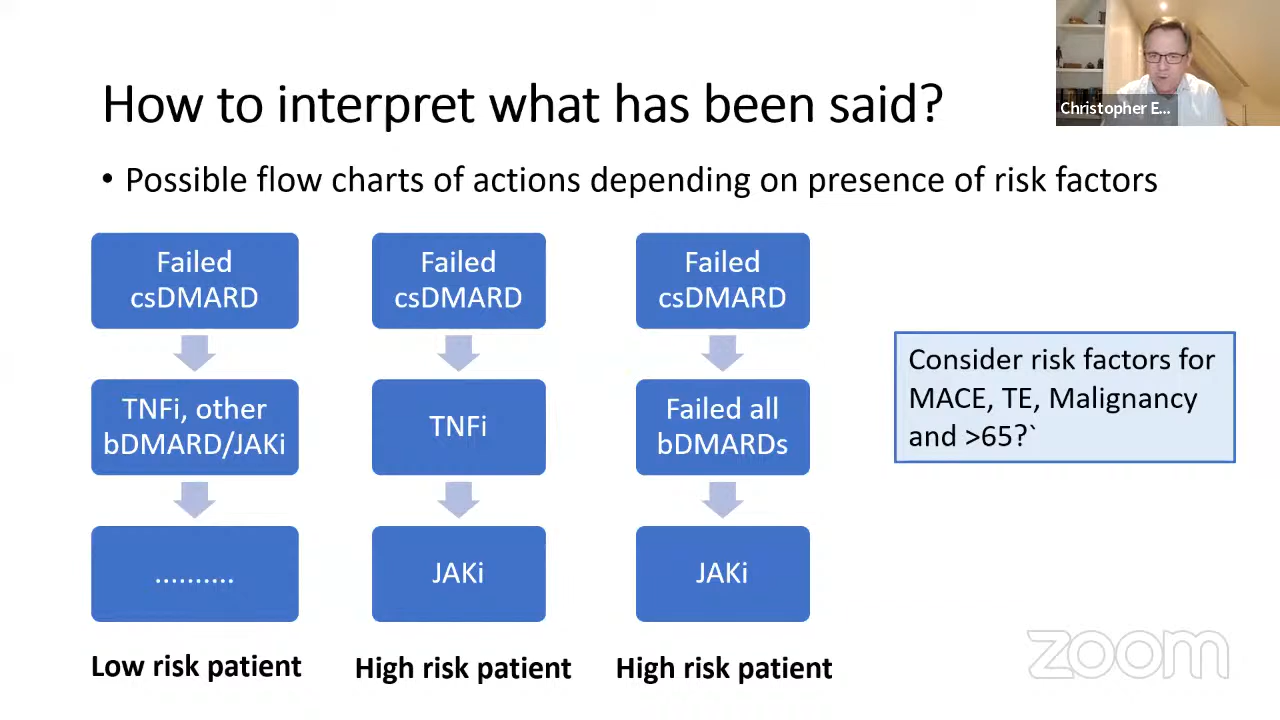 Christopher E...
How to interpret what has been said?
• Possible flow charts of actions depending on presence of risk factors
Failed
csDMARD
TNFi, other
bDMARD/JAKi
..........
Low risk patient
Failed
csDMARD
TNFi
JAKi
High risk patient
Failed
csDMARD
Failed all
bDMARDs
JAKi
High risk patient
Consider risk factors for
MACE, TE, Malignancy
and >65?`
zoom